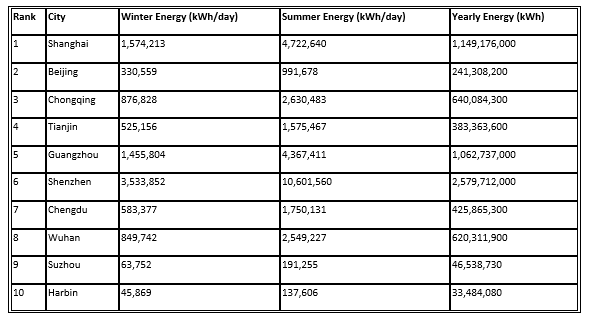 Rank City Winter Energy (kWh/day) Summer Energy (kWh/day) Yearly Energy (kWh)
1 Shanghai 1,574,213 4,722,640 1,149,176,000
2 Beijing 330,559 991,678 241,308,200
3 Chongqing 876,828 2,630,483 640,084,300
4 Tianjin 525,156 1,575,467 383,363,600
5 Guangzhou 1,455,804 4,367,411 1,062,737,000
6 Shenzhen 3,533,852 10,601,560 2,579,712,000
7 Chengdu 583,377 1,750,131 425,865,300
8 Wuhan 849,742 2,549,227 620,311,900
9 Suzhou 63,752 191,255 46,538,730
10 Harbin 45,869 137,606 33,484,080